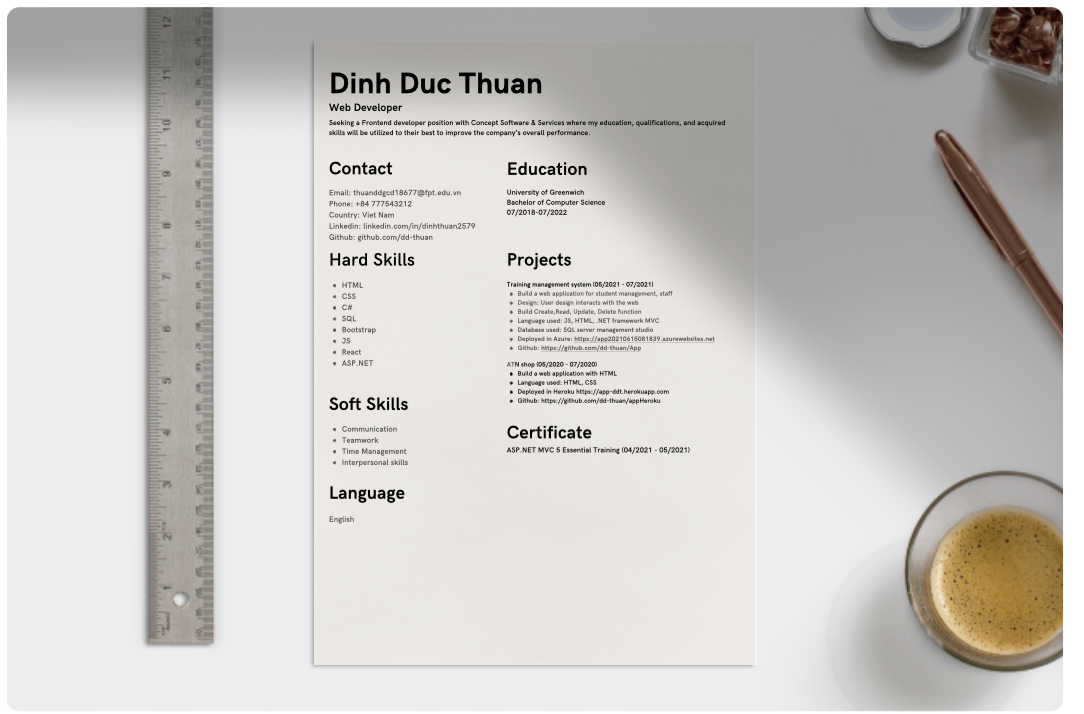 Dinh Duc Thuan
Web Developer
Seeking a Frontend developer position with Concept Software & Services where my education, qualifications, and acquired
skills will be utilized to their best to improve the company's overall performance.
Contact
Email: thuanddgcd18677@fpt.edu.vn
Phone: +84 777543212
Country: Viet Nam
Linkedin: linkedin.com/in/dinhthuan2579
Github: github.com/dd-thuan
Hard Skills
HTML
CSS
C#
SQL
Bootstrap
JS
React
ASP.NET
Soft Skills
Communication
Teamwork
Time Management
Interpersonal skills
Language
English
Education
University of Greenwich
Bachelor of Computer Science
07/2018-07/2022
Projects
Training management system (05/2021 - 07/2021)
Build a web application for student management, staff
Design: User design interacts with the web
Build Create,Read, Update, Delete function
Language used: JS, HTML, .NET framework MVC
Database used: SQL server management studio
Deployed in Azure: https://app20210615081839.azurewebsites.net
Github: https://github.com/dd-thuan/App
ATN shop (05/2020 - 07/2020)
Build a web application with HTML
Language used: HTML, CSS
Deployed in Heroku https://app-ddt.herokuapp.com
Github: https://github.com/dd-thuan/appHeroku
Certificate
ASP.NET MVC 5 Essential Training (04/2021 - 05/2021)
12
11
10
9
8
7
6
5
4
3
2
1